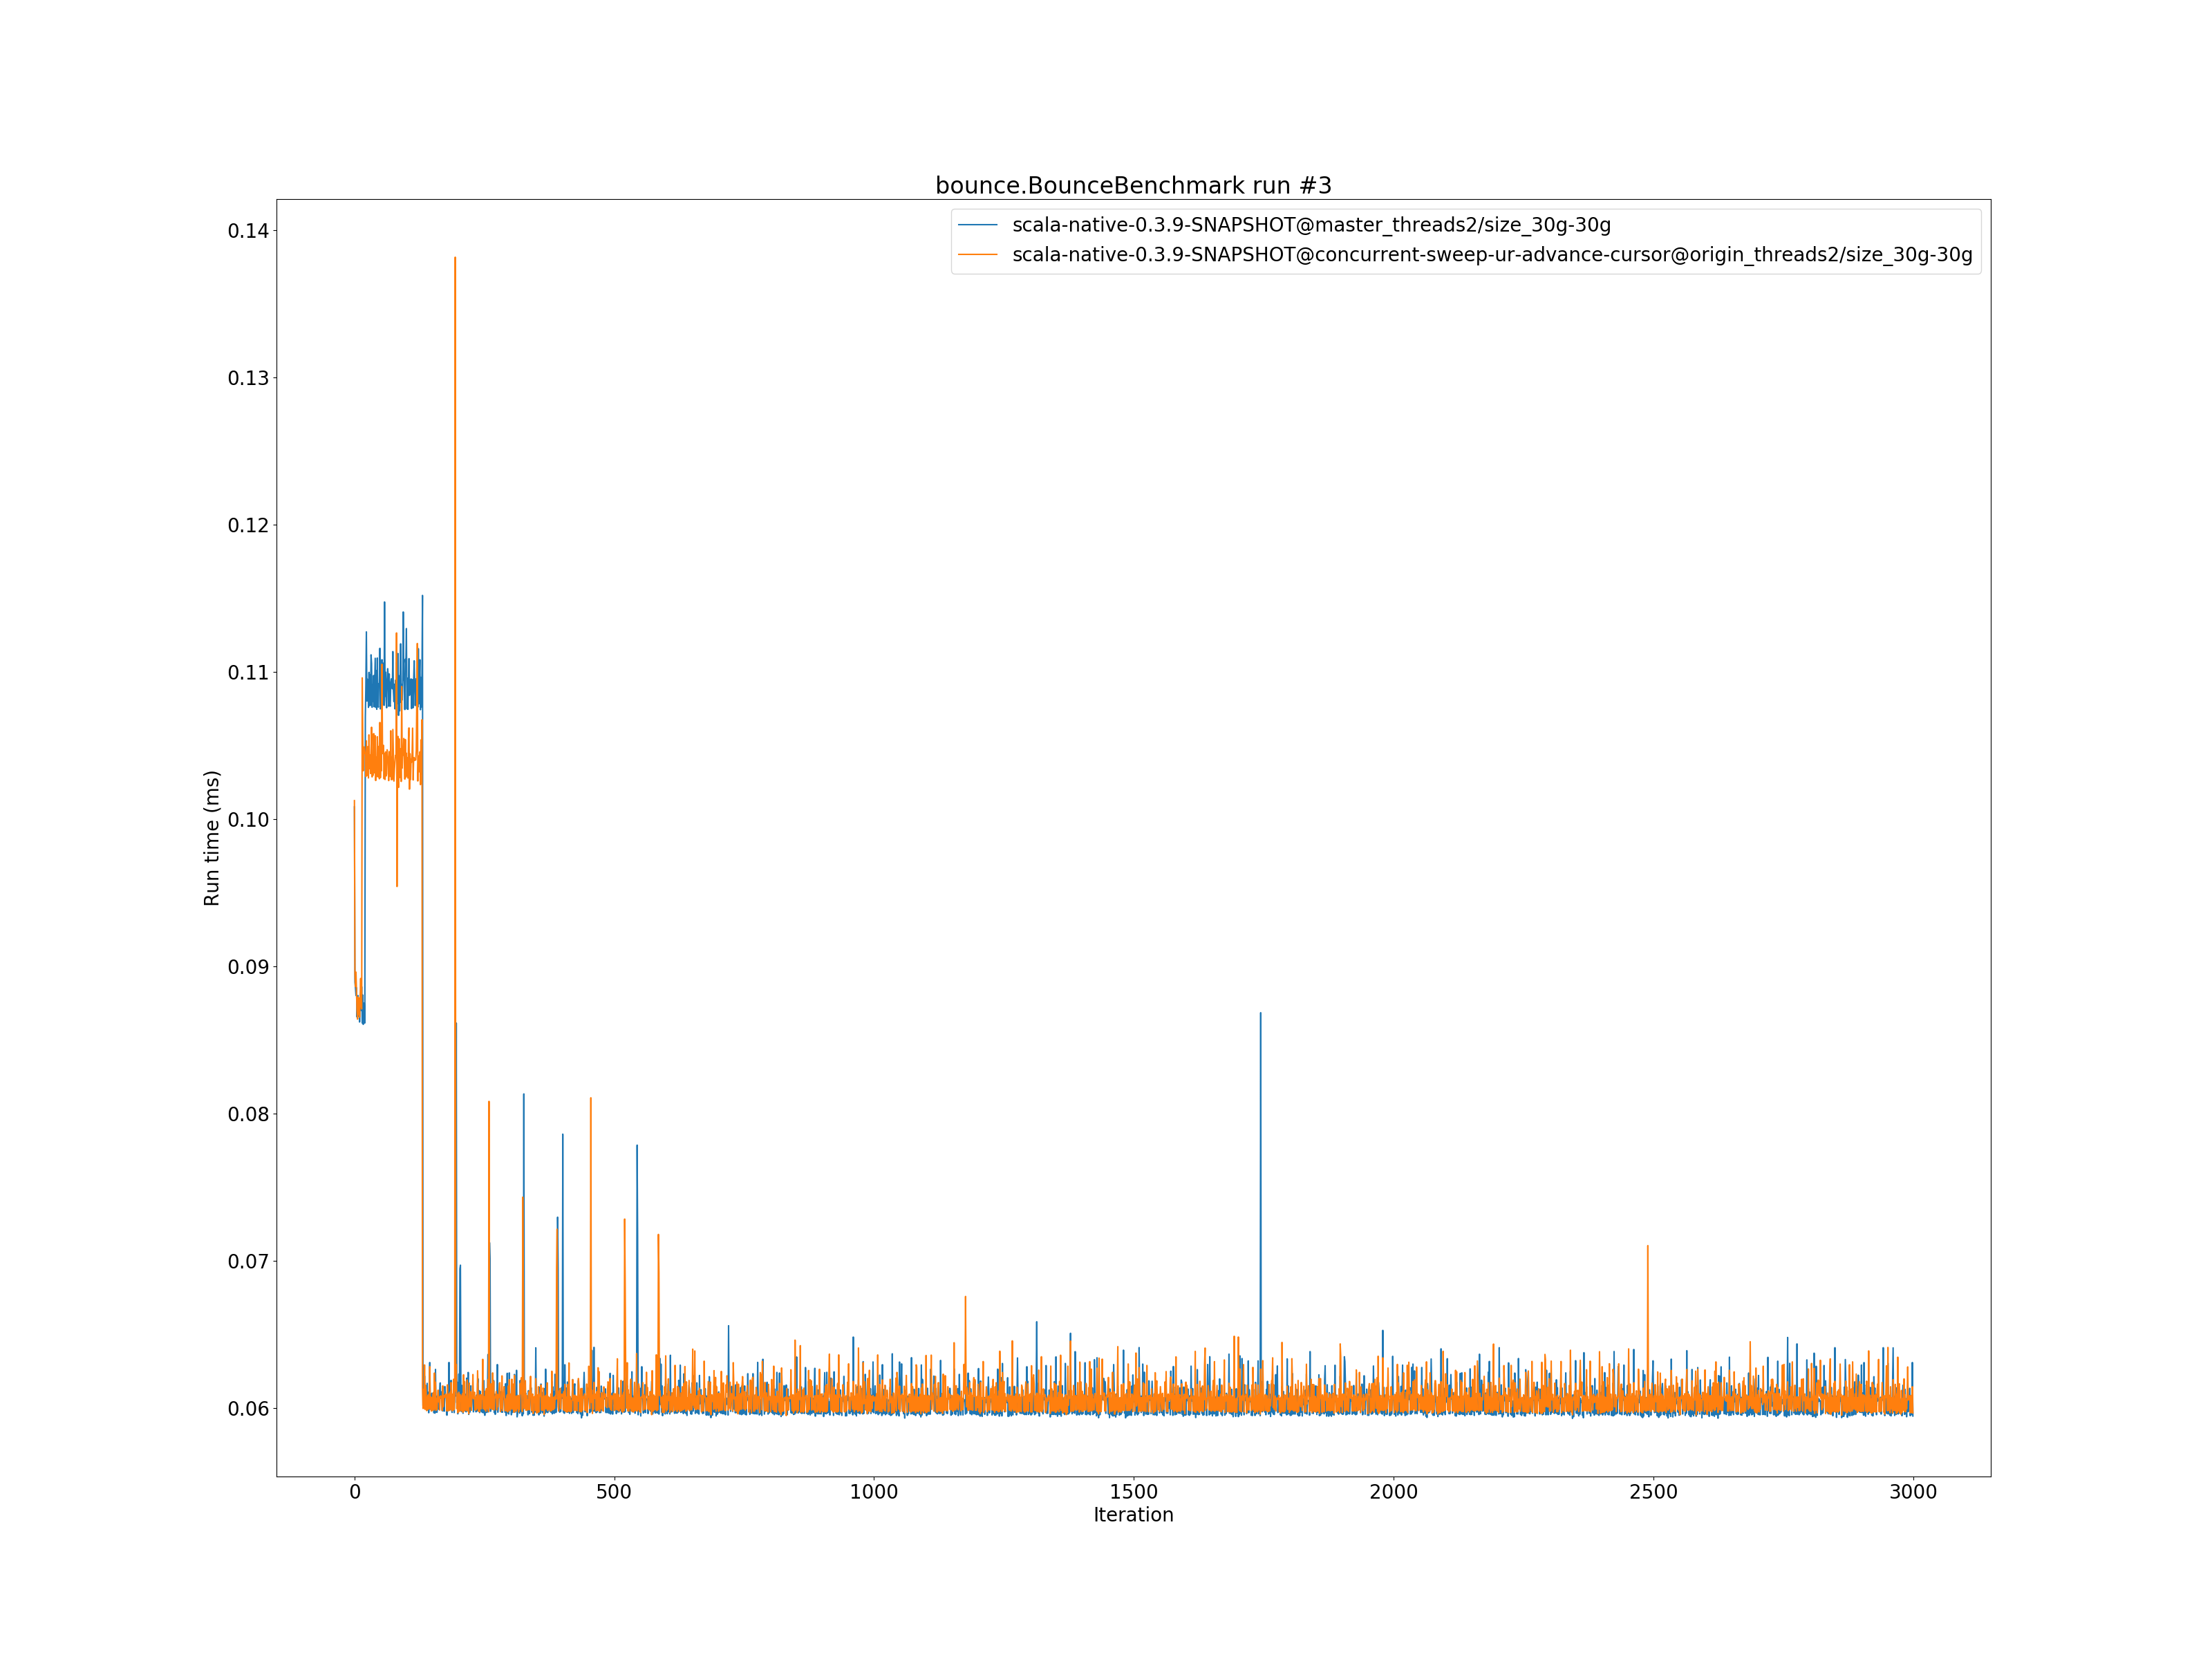 bounce.BounceBenchmark run #3
scala-native-0.3.9-SNAPSHOT@master_threads2/size_30g-30g
scala-native-0.3.9-SNAPSHOT@concurrent-sweep-ur-advance-cursor@origin_threads2/size_30g-30g
0.14
0.13
0.12
0.11
0.10
0.09
0.08
0.07
0.06
Run time (ms)
0 500 1000 1500 2000 2500 3000
Iteration